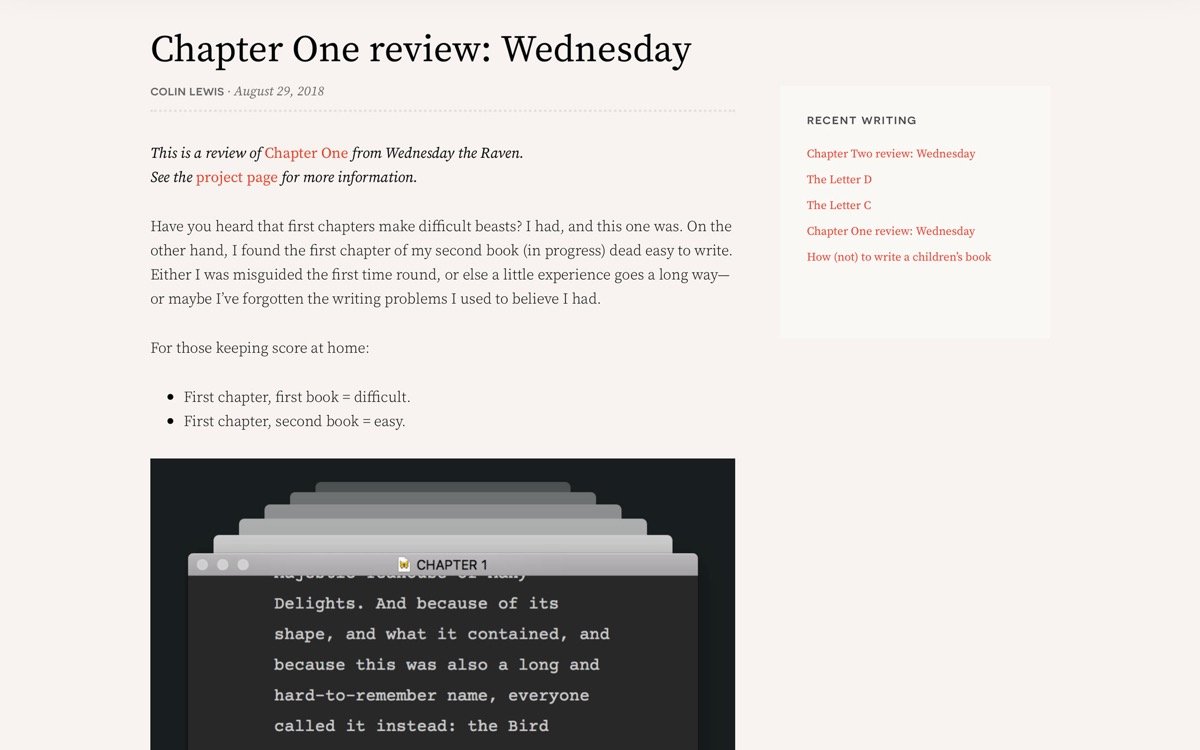 Chapter One review: Wednesday
COLIN LEWIS · August 29, 2018
This is a review of Chapter One from Wednesday the Raven.
See the project page for more information.
Have you heard that first chapters make difficult beasts? I had, and this one was. On the
other hand, I found the first chapter of my second book (in progress) dead easy to write.
Either I was misguided the first time round, or else a little experience goes a long way—
or maybe I've forgotten the writing problems I used to believe I had.
For those keeping score at home:
• First chapter, first book = difficult.
• First chapter, second book = easy.
CHAPTER 1
Delights. And because of its
shape, and what it contained, and
because this was also a long and
hard-to-remember name, everyone
called it instead: the Bird
RECENT WRITING
Chapter Two review: Wednesday
The Letter D
The Letter C
Chapter One review: Wednesday
How (not) to write a children's book